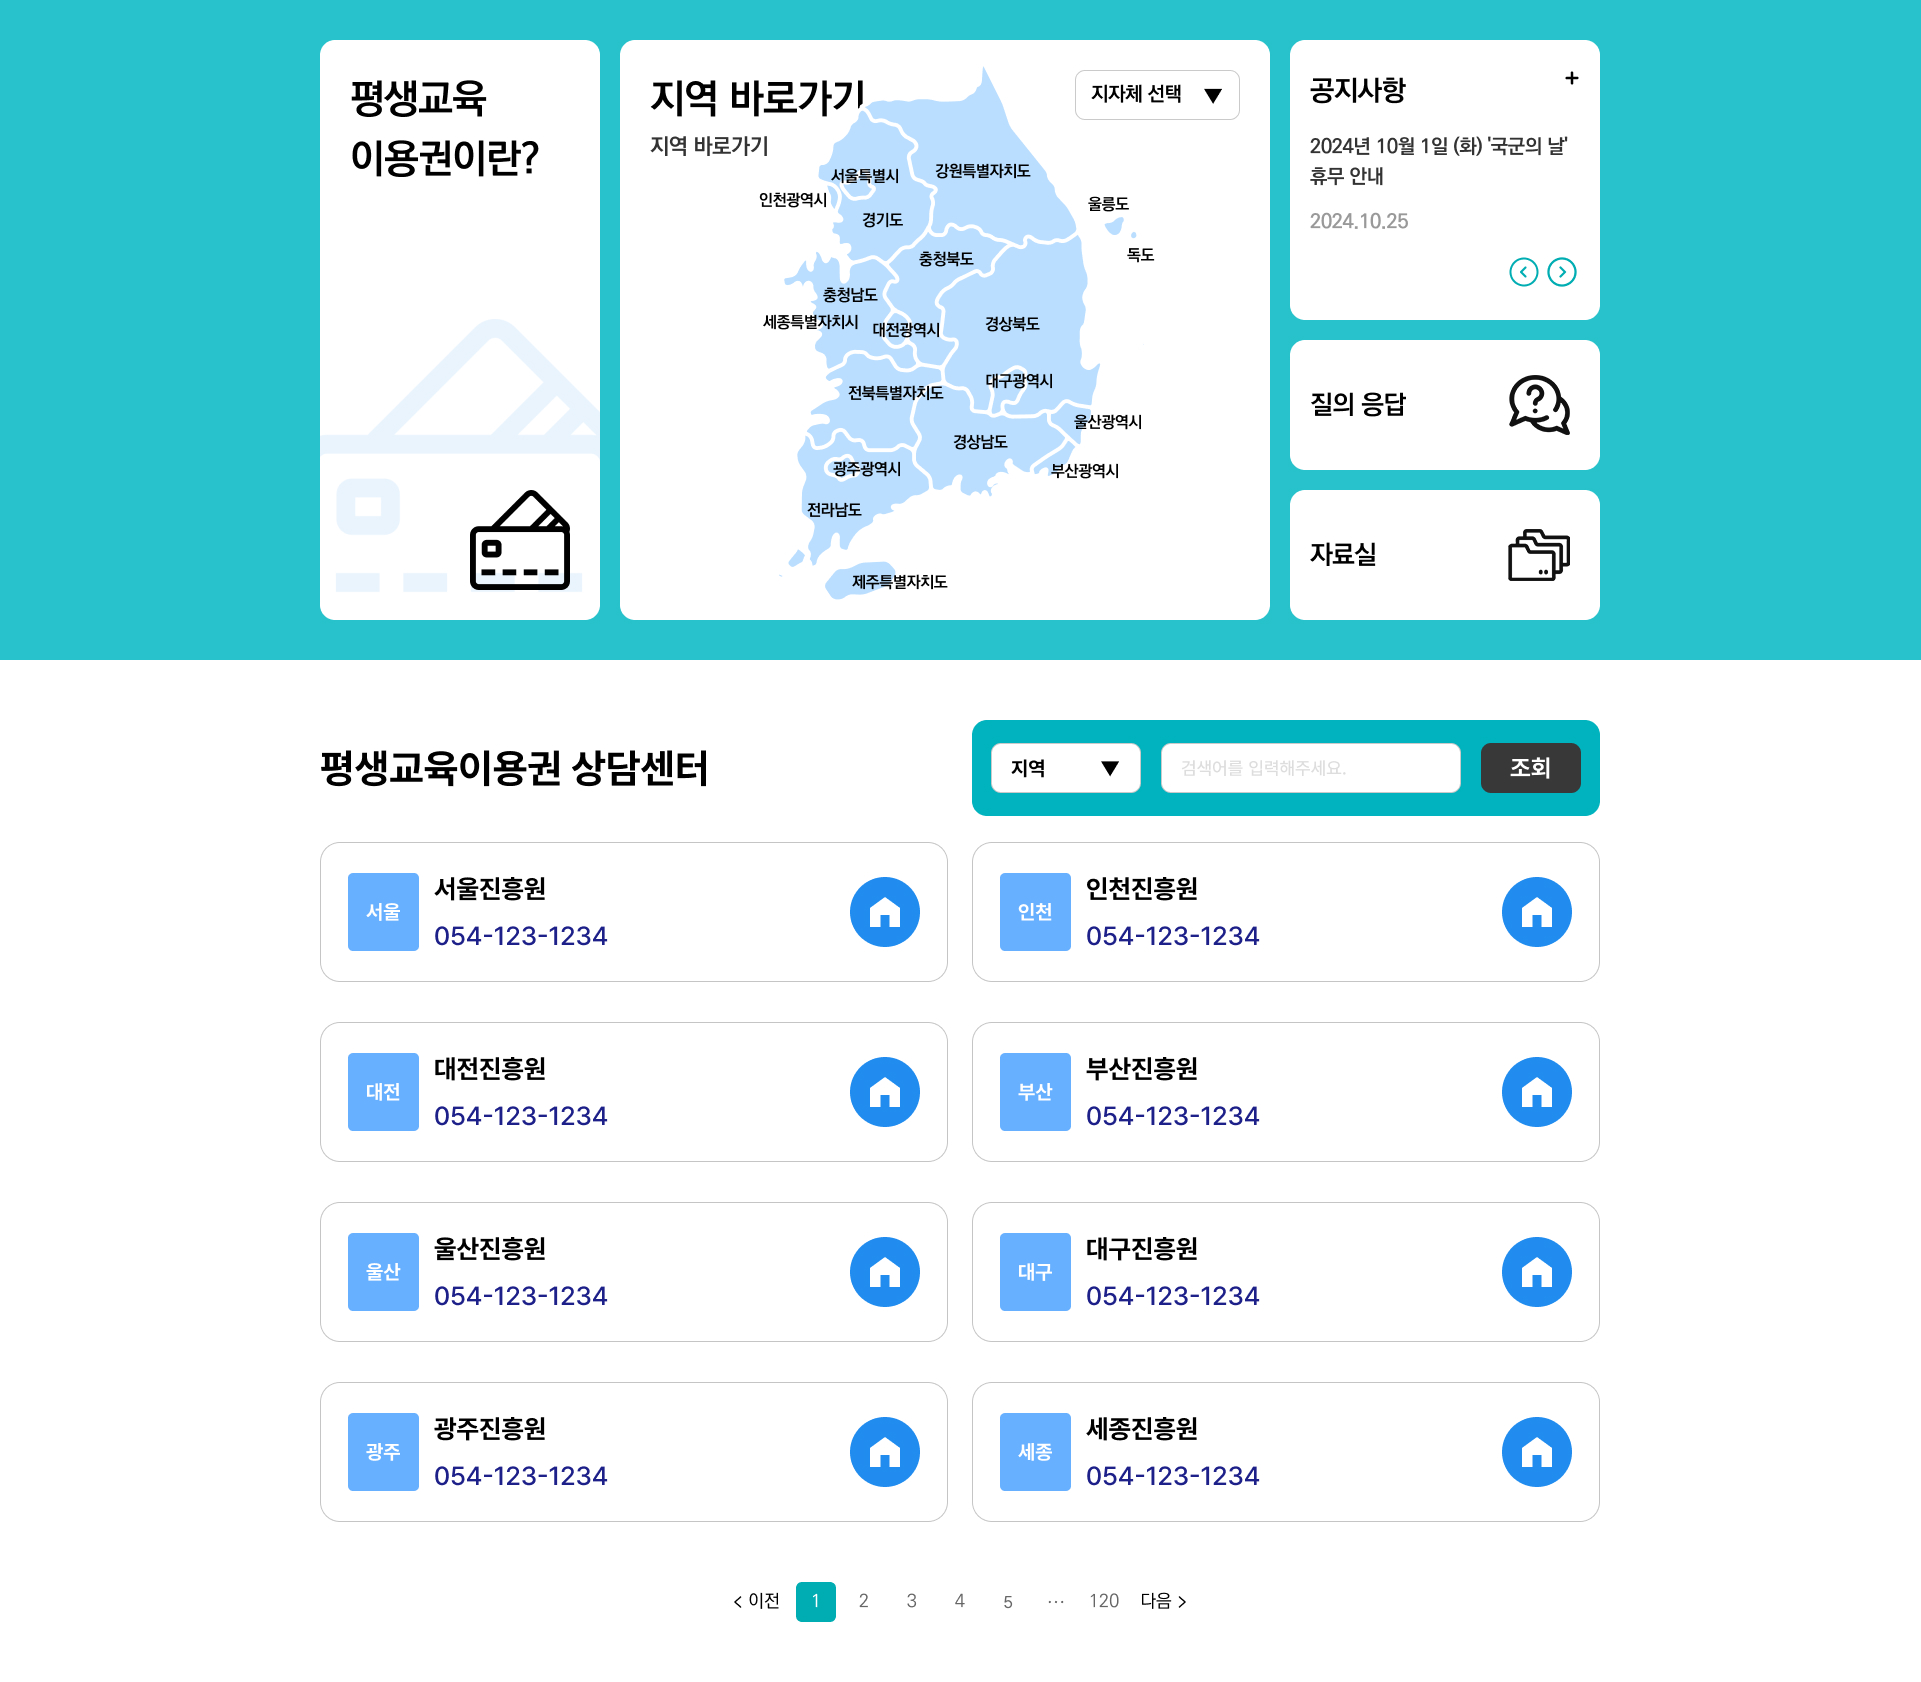 평생교육
이용권이란?
지역 바로가기
지역 바로가기
지자체 선택
서울특별시
강원특별자치도
인천광역시
경기도
울릉도
독도
충청북도
충청남도
세종특별자치시
대전광역시
경상북도
대구광역시
전북특별자치도
울산광역시
경상남도
광주광역시
부산광역시
전라남도
제주특별자치도
공지사항
+
2024년 10월 1일 (화) '국군의 날'
휴무 안내
2024.10.25
질의 응답
자료실
평생교육이용권 상담센터
지역
검색어를 입력해주세요.
조회
서울
서울진흥원
054-123-1234
인천
인천진흥원
054-123-1234
대전
대전진흥원
054-123-1234
부산
부산진흥원
054-123-1234
울산
울산진흥원
054-123-1234
대구
대구진흥원
054-123-1234
광주
광주진흥원
054-123-1234
세종
세종진흥원
054-123-1234
< 이전 1 2 3 4 5 ... 120 다음 >